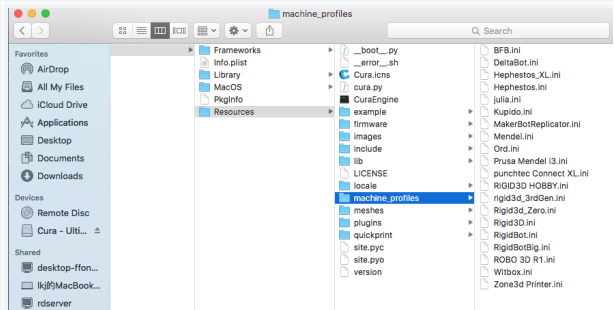 machine_profiles
Search
Favorites
AirDrop
All My Files
iCloud Drive
Applications
Desktop
Documents
Downloads
Devices
Remote Disc
Cura - Ulti...
Shared
desktop-ffon...
lkj的MacBook...
rdserver
Frameworks
Info.plist
Library
MacOS
PkgInfo
Resources
__boot__.py
__error__.sh
Cura.icns
cura.py
CuraEngine
example
firmware
images
include
lib
LICENSE
locale
machine_profiles
meshes
plugins
quickprint
site.pyc
site.pyo
version
BFB.ini
DeltaBot.ini
Hephestos_XL.ini
Hephestos.ini
julia.ini
Kupido.ini
MakerBotReplicator.ini
Mendel.ini
Ord.ini
Prusa Mendel i3.ini
punchtec Connect XL.ini
RIGID3D HOBBY.ini
rigid3d_3rdGen.ini
Rigid3d_Zero.ini
Rigid3D.ini
RigidBot.ini
RigidBotBig.ini
ROBO 3D R1.ini
Witbox.ini
Zone3d Printer.ini